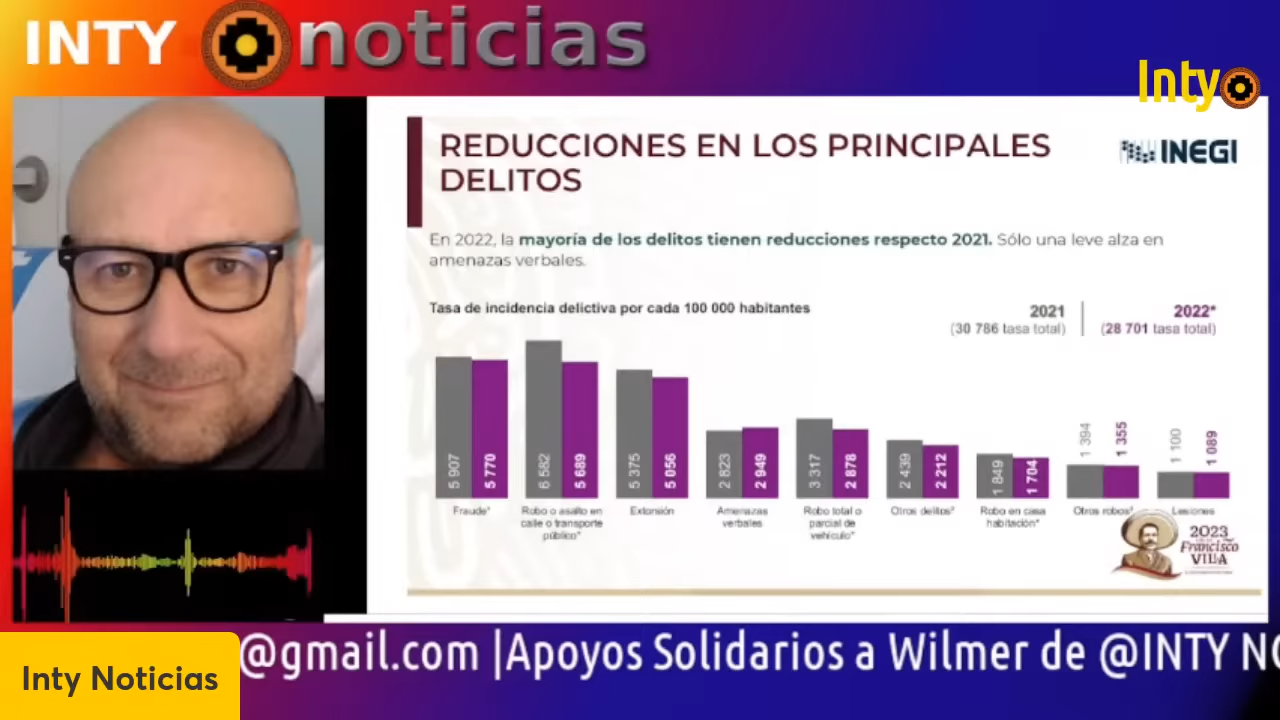 INTY noticias
Inty
REDUCCIONES EN LOS PRINCIPALES
DELITOS
INEGI
En 2022, la mayoría de los delitos tienen reducciones respecto 2021. Sólo una leve alza en
amenazas verbales.
Tasa de incidencia delictiva por cada 100 000 habitantes
2021
(30 786 tasa total)
2022*
(28 701 tasa total)
5 907
5 770
6 582
5 689
5 375
5 056
2 823
2 949
3 317
2 878
2 439
2 212
1 849
1 704
1 394
1 355
1 100
1 089
Fraude*
Robo o asalto en
calle o transporte
público*
Extorsión
Amenazas
verbales
Robo total o
parcial de
vehículo*
Otros delitos*
Robo en casa
habitación*
Otros robos*
Lesiones
2023
Francisco
VILLA
@gmail.com |Apoyos Solidarios a Wilmer de @INTY NO
Inty Noticias